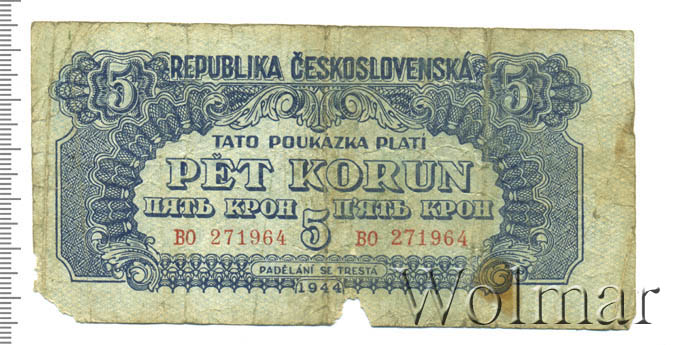 5 REPUBLIKA ČESKOSLOVENSKÁ 5
TATO POUKÁZKA PLATÍ
PĚT KORUN
ПЯТЬ КРОН 5 П'ЯТЬ КРОН
BO 271964 BO 271964
PADĚLÁNÍ SE TRESTÁ
1944
Wolmar